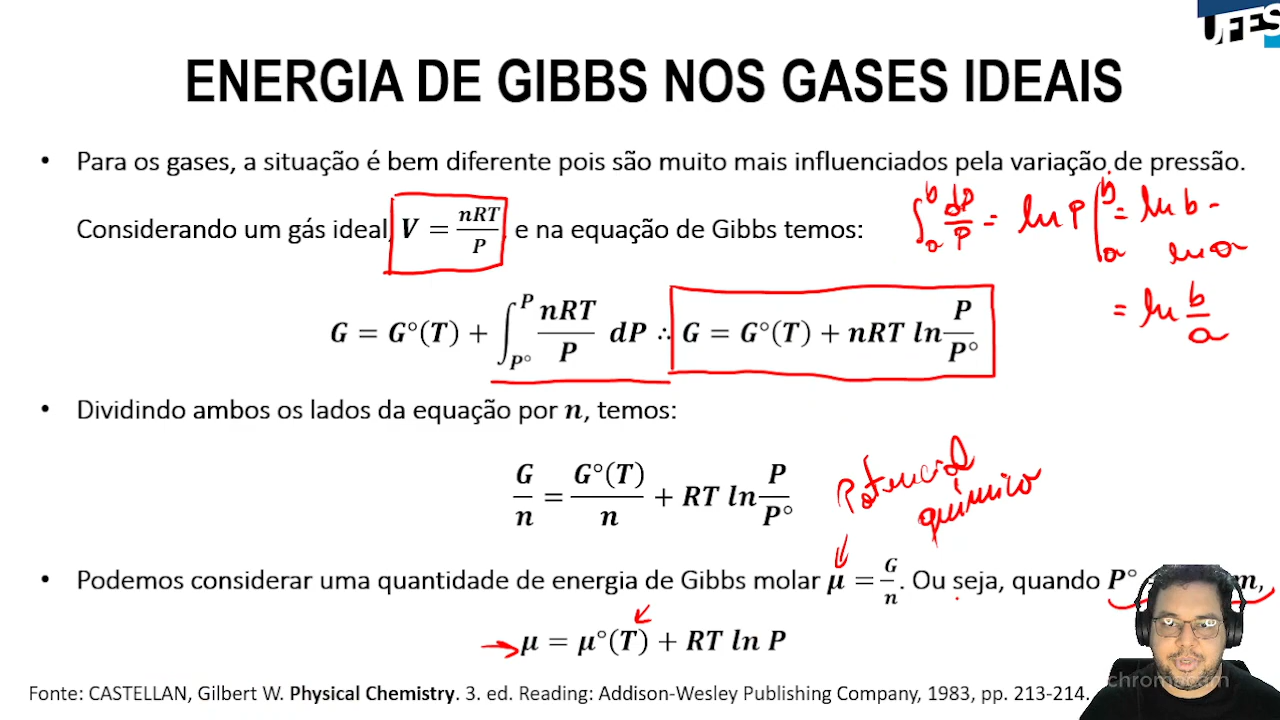 UFES
ENERGIA DE GIBBS NOS GASES IDEAIS
• Para os gases, a situação é bem diferente pois são muito mais influenciados pela variação de pressão.
Considerando um gás ideal, V = nRT/P, e na equação de Gibbs temos:
∫_a^b dP/P = ln P |_a^b = ln b - ln a
= ln b/a
G = G°(T) + ∫_{P°}^{P} nRT/P dP ∴ G = G°(T) + nRT ln P/P°
• Dividindo ambos os lados da equação por n, temos:
G/n = G°(T)/n + RT ln P/P°
Potencial
químico
• Podemos considerar uma quantidade de energia de Gibbs molar μ = G/n. Ou seja, quando P° m,
μ = μ°(T) + RT ln P
Fonte: CASTELLAN, Gilbert W. Physical Chemistry. 3. ed. Reading: Addison-Wesley Publishing Company, 1983, pp. 213-214.
chromacam